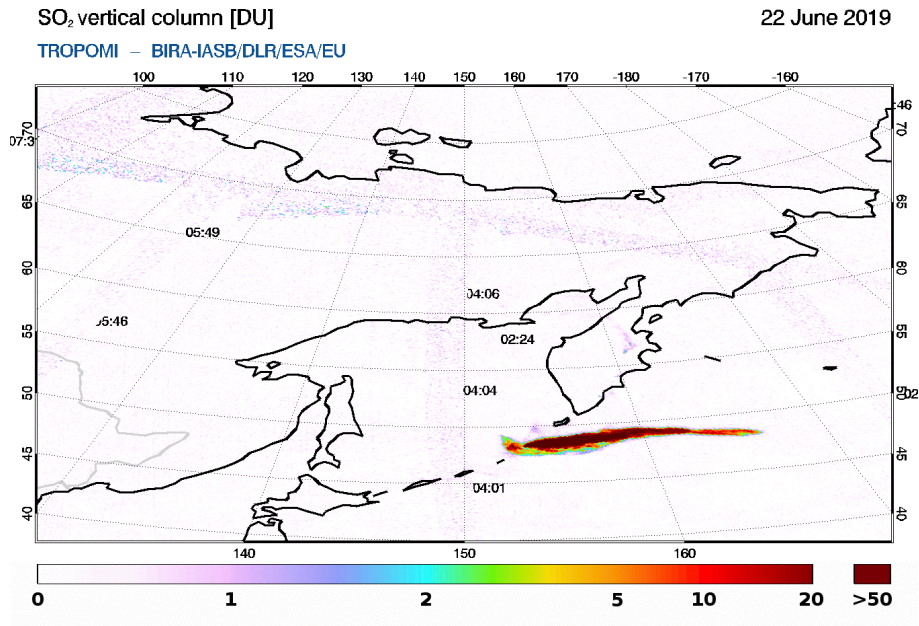 SO₂ vertical column [DU] 22 June 2019
TROPOMI – BIRA-IASB/DLR/ESA/EU
100 110 120 130 140 150 160 170 -180 -170 -160
:46
70 70
07:3
65 65
05:49
60 60
04:06
05:46
55 02:24 55
50 04:04 50 02
45 45
04:01
40 40
140 150 160
0 1 2 5 10 20 >50